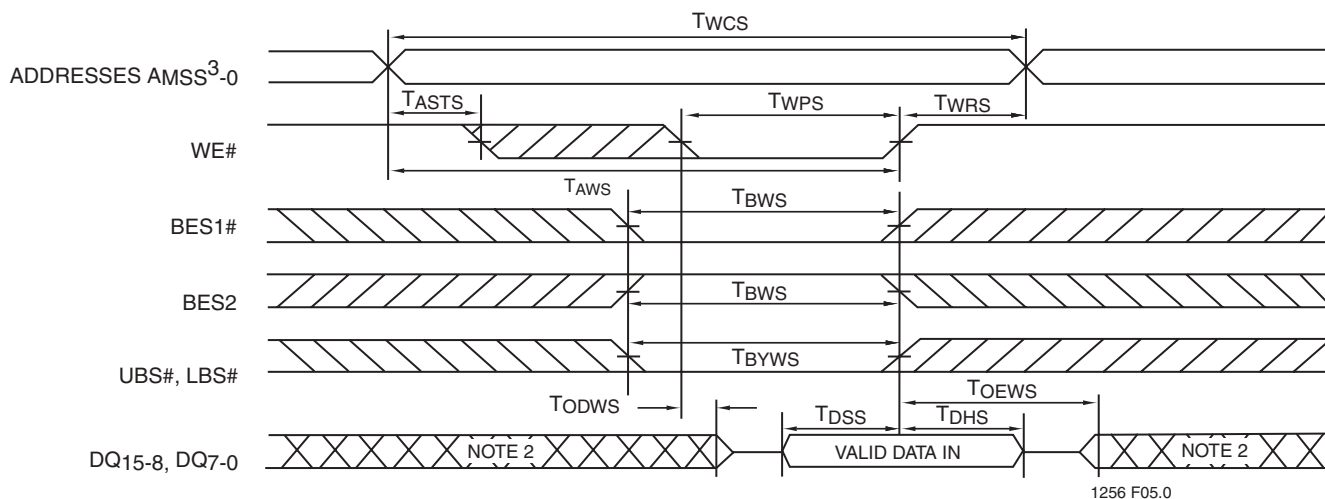 TWCS
ADDRESSES AMSS3-0
TASTS
TWPS
TWRS
WE#
TAWS
TBWS
BES1#
BES2
TBWS
TBYWS
UBS#, LBS#
TODWS
TOEWS
TDSS
TDHS
DQ15-8, DQ7-0
NOTE 2
VALID DATA IN
NOTE 2
1256 F05.0